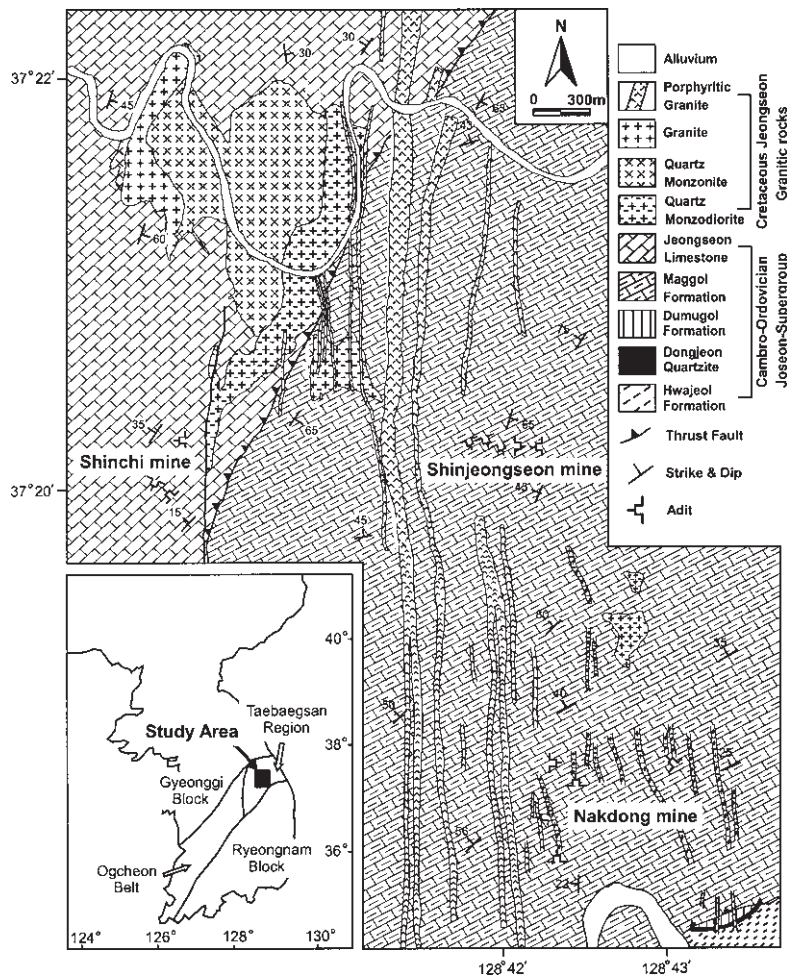 37°22'
37°20'
N
0 300m
30
30
45
65
45
60
75
35
65
65
45
15
45
60
35
50
40
56
22
Shinchi mine
Shinjeongseon mine
Nakdong mine
Alluvium
Porphyritic
Granite
Granite
Quartz
Monzonite
Quartz
Monzodiorite
Jeongseon
Limestone
Maggol
Formation
Dumugol
Formation
Dongjeon
Quartzite
Hwajeol
Formation
Thrust Fault
Strike & Dip
Adit
Cretaceous Jeongseon
Granitic rocks
Cambro-Ordovician
Joseon-Supergroup
40°
38°
36°
Taebaegsan
Region
Study Area
Gyeonggi
Block
Ogcheon
Belt
Ryeongnam
Block
124° 126° 128° 130°
128°42' 128°43'